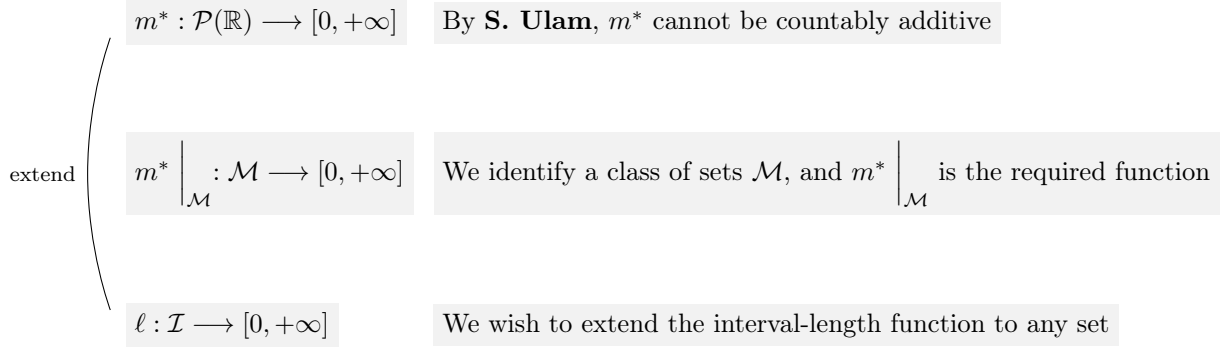 m* : P(ℝ) ⟶ [0, +∞] By S. Ulam, m* cannot be countably additive
extend
m* |_ℳ : ℳ ⟶ [0, +∞] We identify a class of sets ℳ, and m* |_ℳ is the required function
ℓ : ℐ ⟶ [0, +∞] We wish to extend the interval-length function to any set